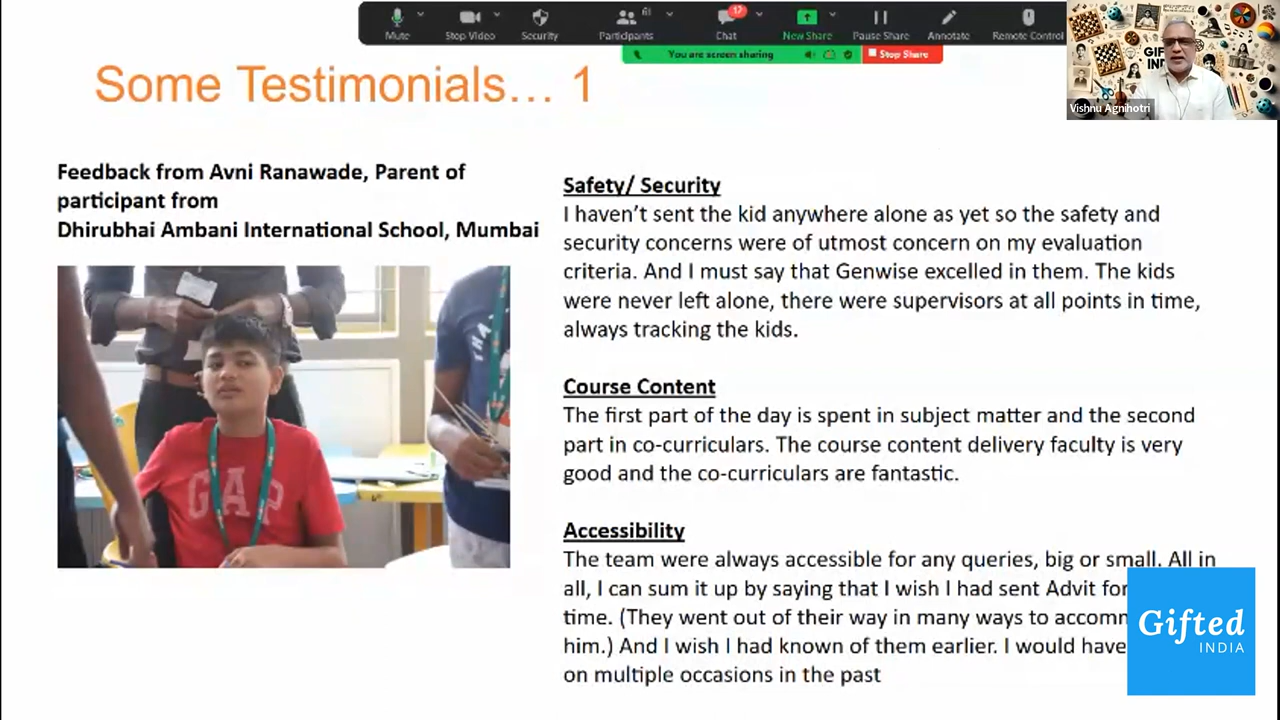 Mute
Stop Video
Security
Participants
61
Chat
17
New Share
Pause Share
Annotate
Remote Control
You are screen sharing
Stop Share
GIF
INDI
Vishnu Agnihotri
Some Testimonials… 1
Feedback from Avni Ranawade, Parent of
participant from
Dhirubhai Ambani International School, Mumbai
GAP
Safety/ Security
I haven’t sent the kid anywhere alone as yet so the safety and
security concerns were of utmost concern on my evaluation
criteria. And I must say that Genwise excelled in them. The kids
were never left alone, there were supervisors at all points in time,
always tracking the kids.
Course Content
The first part of the day is spent in subject matter and the second
part in co-curriculars. The course content delivery faculty is very
good and the co-curriculars are fantastic.
Accessibility
The team were always accessible for any queries, big or small. All in
all, I can sum it up by saying that I wish I had sent Advit for
time. (They went out of their way in many ways to accomm
him.) And I wish I had known of them earlier. I would have
on multiple occasions in the past
Gifted
INDIA